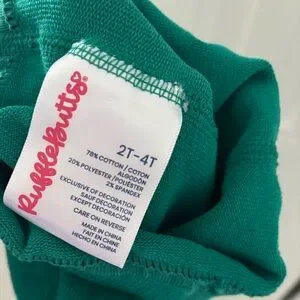 RuffleButts®
2T-4T
78% COTTON / COTON
ALGODÓN
20% POLYESTER / POLIÉSTER
2% SPANDEX
EXCLUSIVE OF DECORATION
SAUF DECORATION
EXCEPT DECORACIÓN
CARE ON REVERSE
MADE IN CHINA
FAIT EN CHINE
HECHO EN CHINA